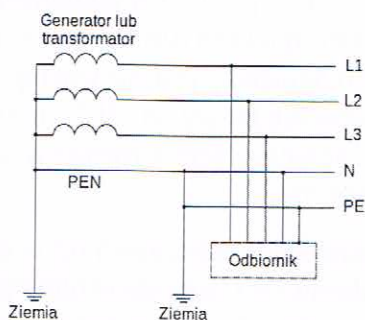 Generator lub
transformator
L1
L2
L3
N
PEN
PE
Odbiornik
Ziemia
Ziemia